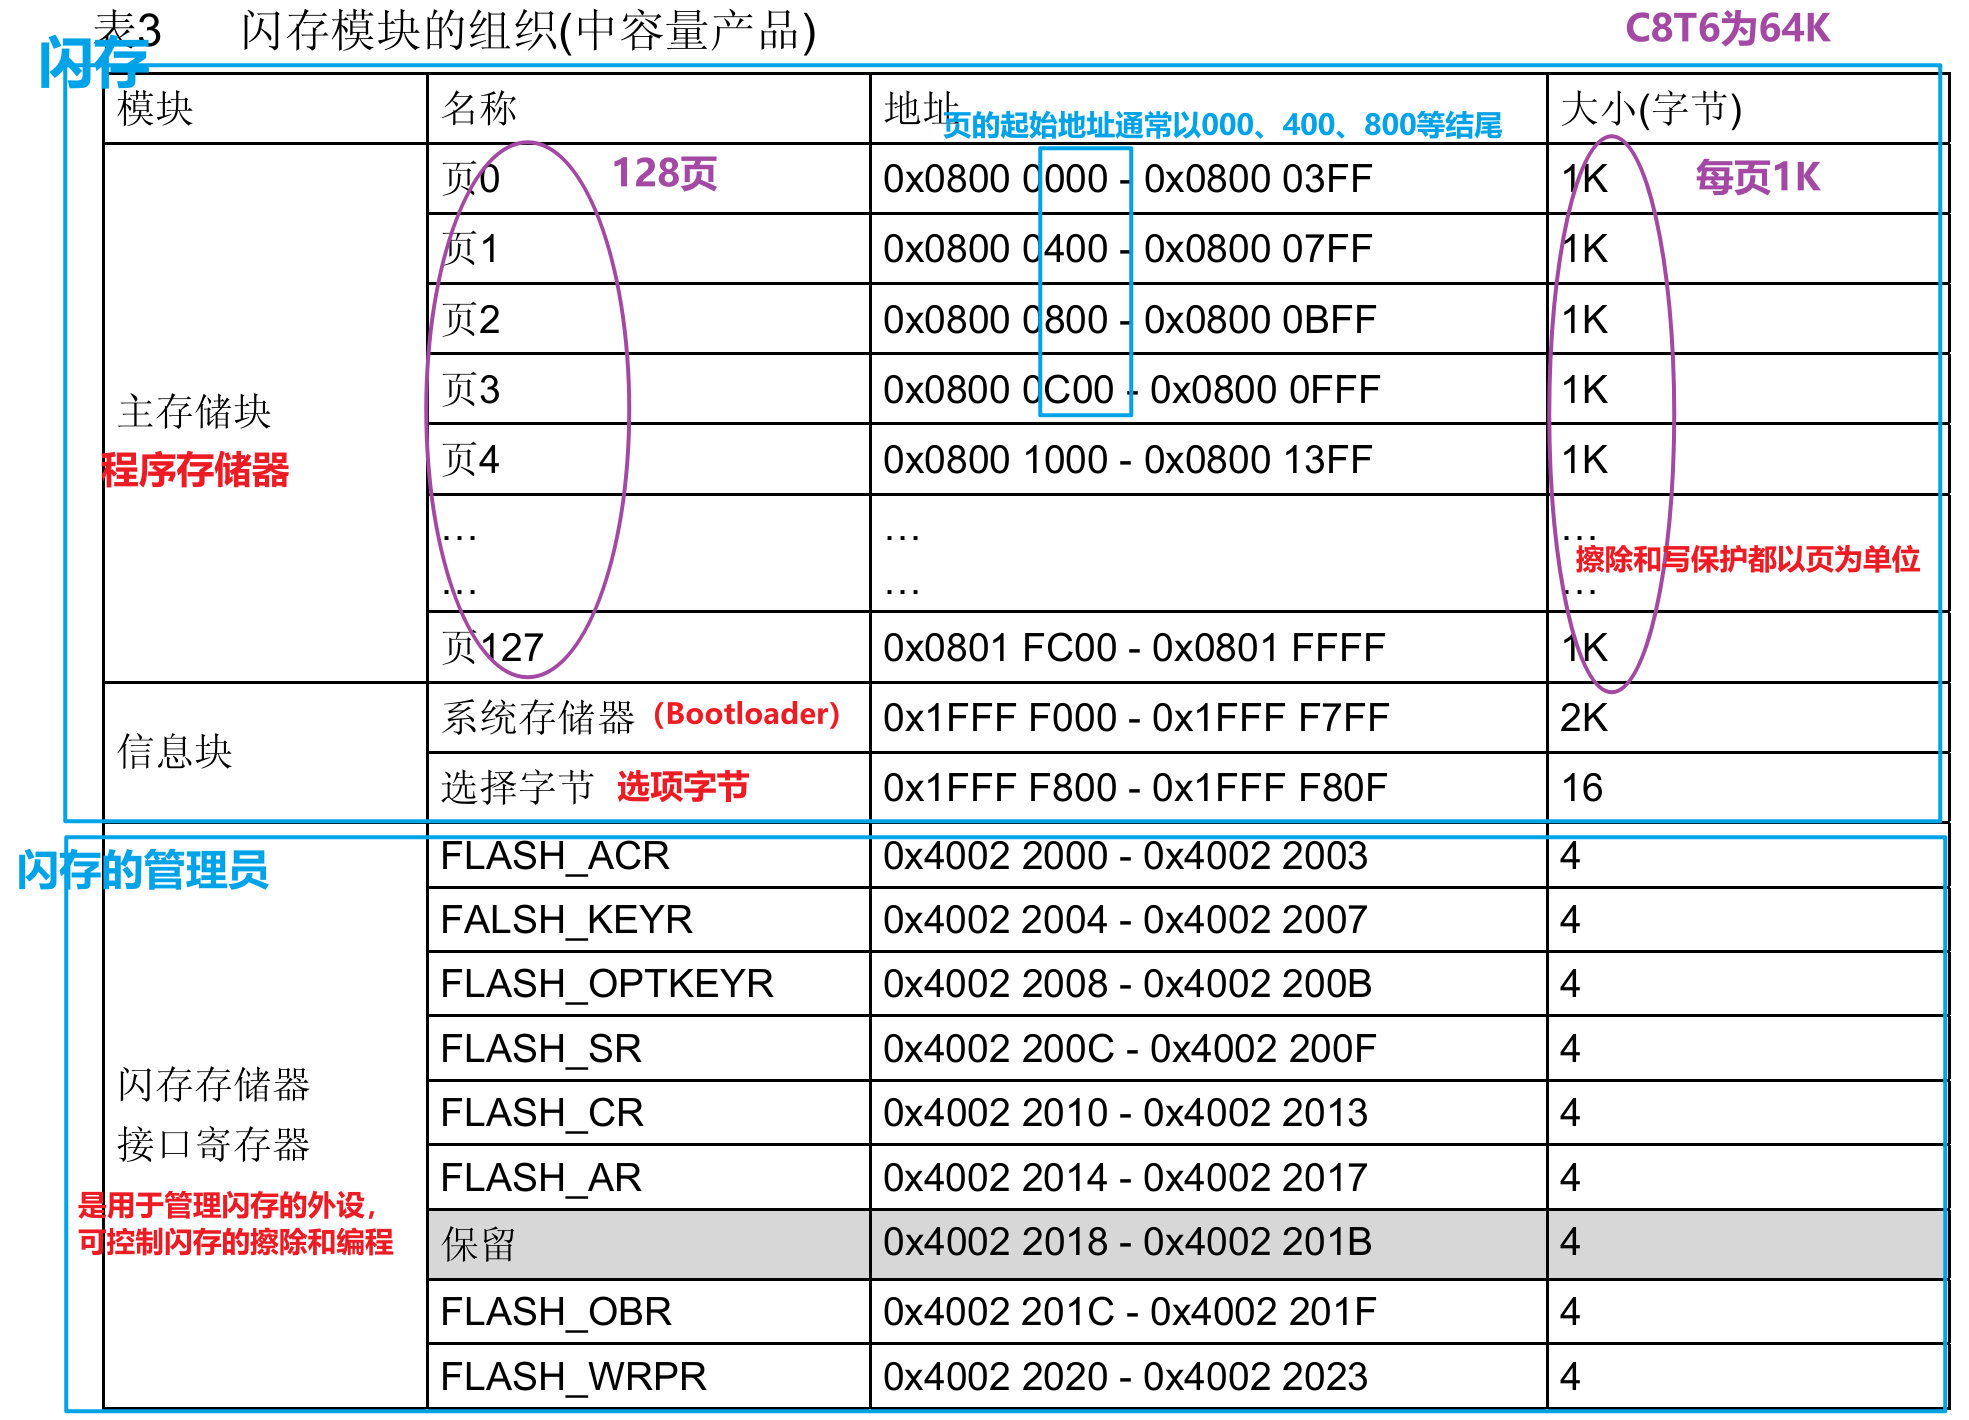 表3 闪存模块的组织(中容量产品) C8T6为64K
闪存
模块 名称 地址 大小(字节)
页的起始地址通常以000、400、800等结尾
页0 128页 0x0800 0000 - 0x0800 03FF 1K 每页1K
页1 0x0800 0400 - 0x0800 07FF 1K
页2 0x0800 0800 - 0x0800 0BFF 1K
页3 0x0800 0C00 - 0x0800 0FFF 1K
主存储块
程序存储器
页4 0x0800 1000 - 0x0800 13FF 1K
… … …
擦除和写保护都以页为单位
… … …
页127 0x0801 FC00 - 0x0801 FFFF 1K
信息块
系统存储器 (Bootloader) 0x1FFF F000 - 0x1FFF F7FF 2K
选择字节 选项字节 0x1FFF F800 - 0x1FFF F80F 16
闪存的管理员
FLASH_ACR 0x4002 2000 - 0x4002 2003 4
FALSH_KEYR 0x4002 2004 - 0x4002 2007 4
FLASH_OPTKEYR 0x4002 2008 - 0x4002 200B 4
FLASH_SR 0x4002 200C - 0x4002 200F 4
闪存存储器
接口寄存器
FLASH_CR 0x4002 2010 - 0x4002 2013 4
FLASH_AR 0x4002 2014 - 0x4002 2017 4
是用于管理闪存的外设，
可控制闪存的擦除和编程
保留 0x4002 2018 - 0x4002 201B 4
FLASH_OBR 0x4002 201C - 0x4002 201F 4
FLASH_WRPR 0x4002 2020 - 0x4002 2023 4